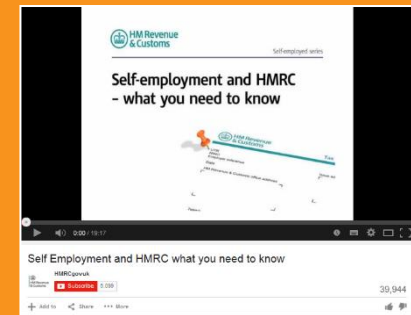 HM Revenue
& Customs
Self-employed series
Self-employment and HMRC
- what you need to know
HM Revenue
& Customs
0:00 / 19:17
Self Employment and HMRC what you need to know
HMRCgovuk
Subscribe
39,944
Add to
Share
More